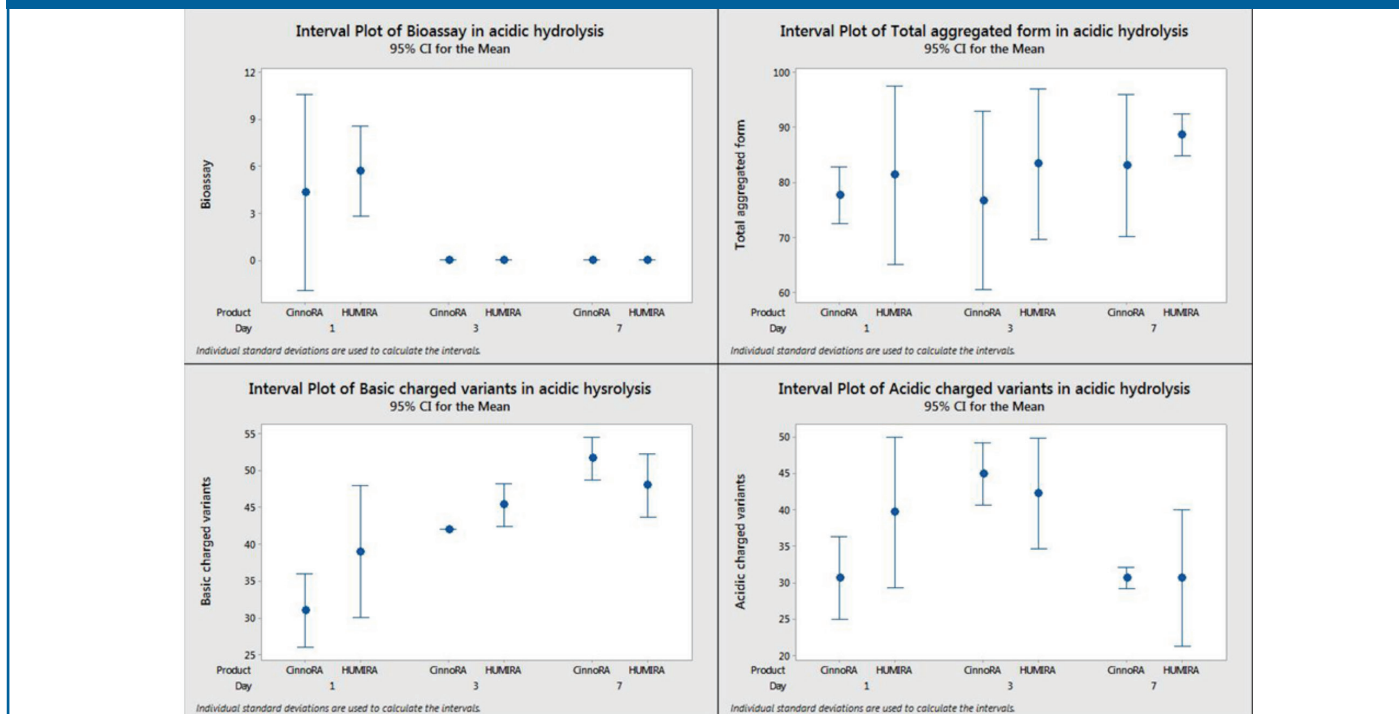 Interval Plot of Bioassay in acidic hydrolysis
95% CI for the Mean
12
9
6
3
0
Bioassay
Product CinnoRA HUMIRA CinnoRA HUMIRA CinnoRA HUMIRA
Day 1 3 7
Individual standard deviations are used to calculate the intervals.
Interval Plot of Total aggregated form in acidic hydrolysis
95% CI for the Mean
100
90
80
70
60
Total aggregated form
Product CinnoRA HUMIRA CinnoRA HUMIRA CinnoRA HUMIRA
Day 1 3 7
Individual standard deviations are used to calculate the intervals.
Interval Plot of Basic charged variants in acidic hysrolysis
95% CI for the Mean
55
50
45
40
35
30
25
Basic charged variants
Product CinnoRA HUMIRA CinnoRA HUMIRA CinnoRA HUMIRA
Day 1 3 7
Individual standard deviations are used to calculate the intervals.
Interval Plot of Acidic charged variants in acidic hydrolysis
95% CI for the Mean
50
45
40
35
30
25
20
Acidic charged variants
Product CinnoRA HUMIRA CinnoRA HUMIRA CinnoRA HUMIRA
Day 1 3 7
Individual standard deviations are used to calculate the intervals.